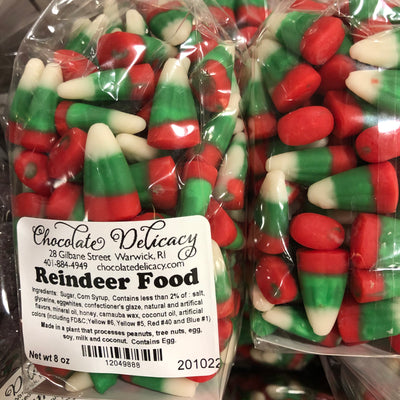 Chocolate Delicacy
28 Gilbane Street Warwick, RI
401-884-4949 chocolatedelicacy.com
Reindeer Food
Ingredients: Sugar, Corn Syrup, Contains less than 2% of : salt,
glycerine, eggwhites, confectioner's glaze, natural and artificial
flavors, mineral oil, honey, carnauba wax, coconut oil, artificial
colors (including FD&C; Yellow #6, Yellow #5, Red #40 and Blue #1)
Made in a plant that processes peanuts, tree nuts, egg,
soy, milk and coconut. Contains Egg.
Net wt 8 oz
201022
12049888